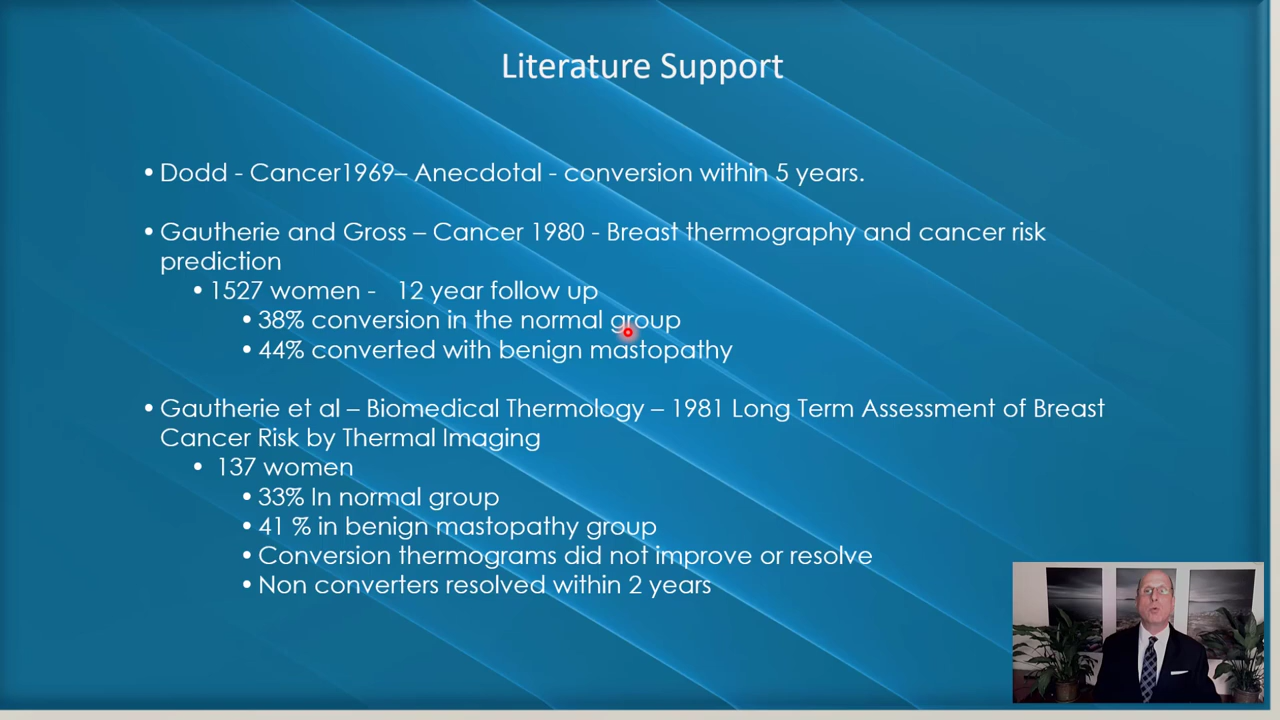 Literature Support
• Dodd - Cancer1969– Anecdotal - conversion within 5 years.
• Gautherie and Gross – Cancer 1980 - Breast thermography and cancer risk
prediction
• 1527 women - 12 year follow up
• 38% conversion in the normal group
• 44% converted with benign mastopathy
• Gautherie et al – Biomedical Thermology – 1981 Long Term Assessment of Breast
Cancer Risk by Thermal Imaging
• 137 women
• 33% In normal group
• 41 % in benign mastopathy group
• Conversion thermograms did not improve or resolve
• Non converters resolved within 2 years